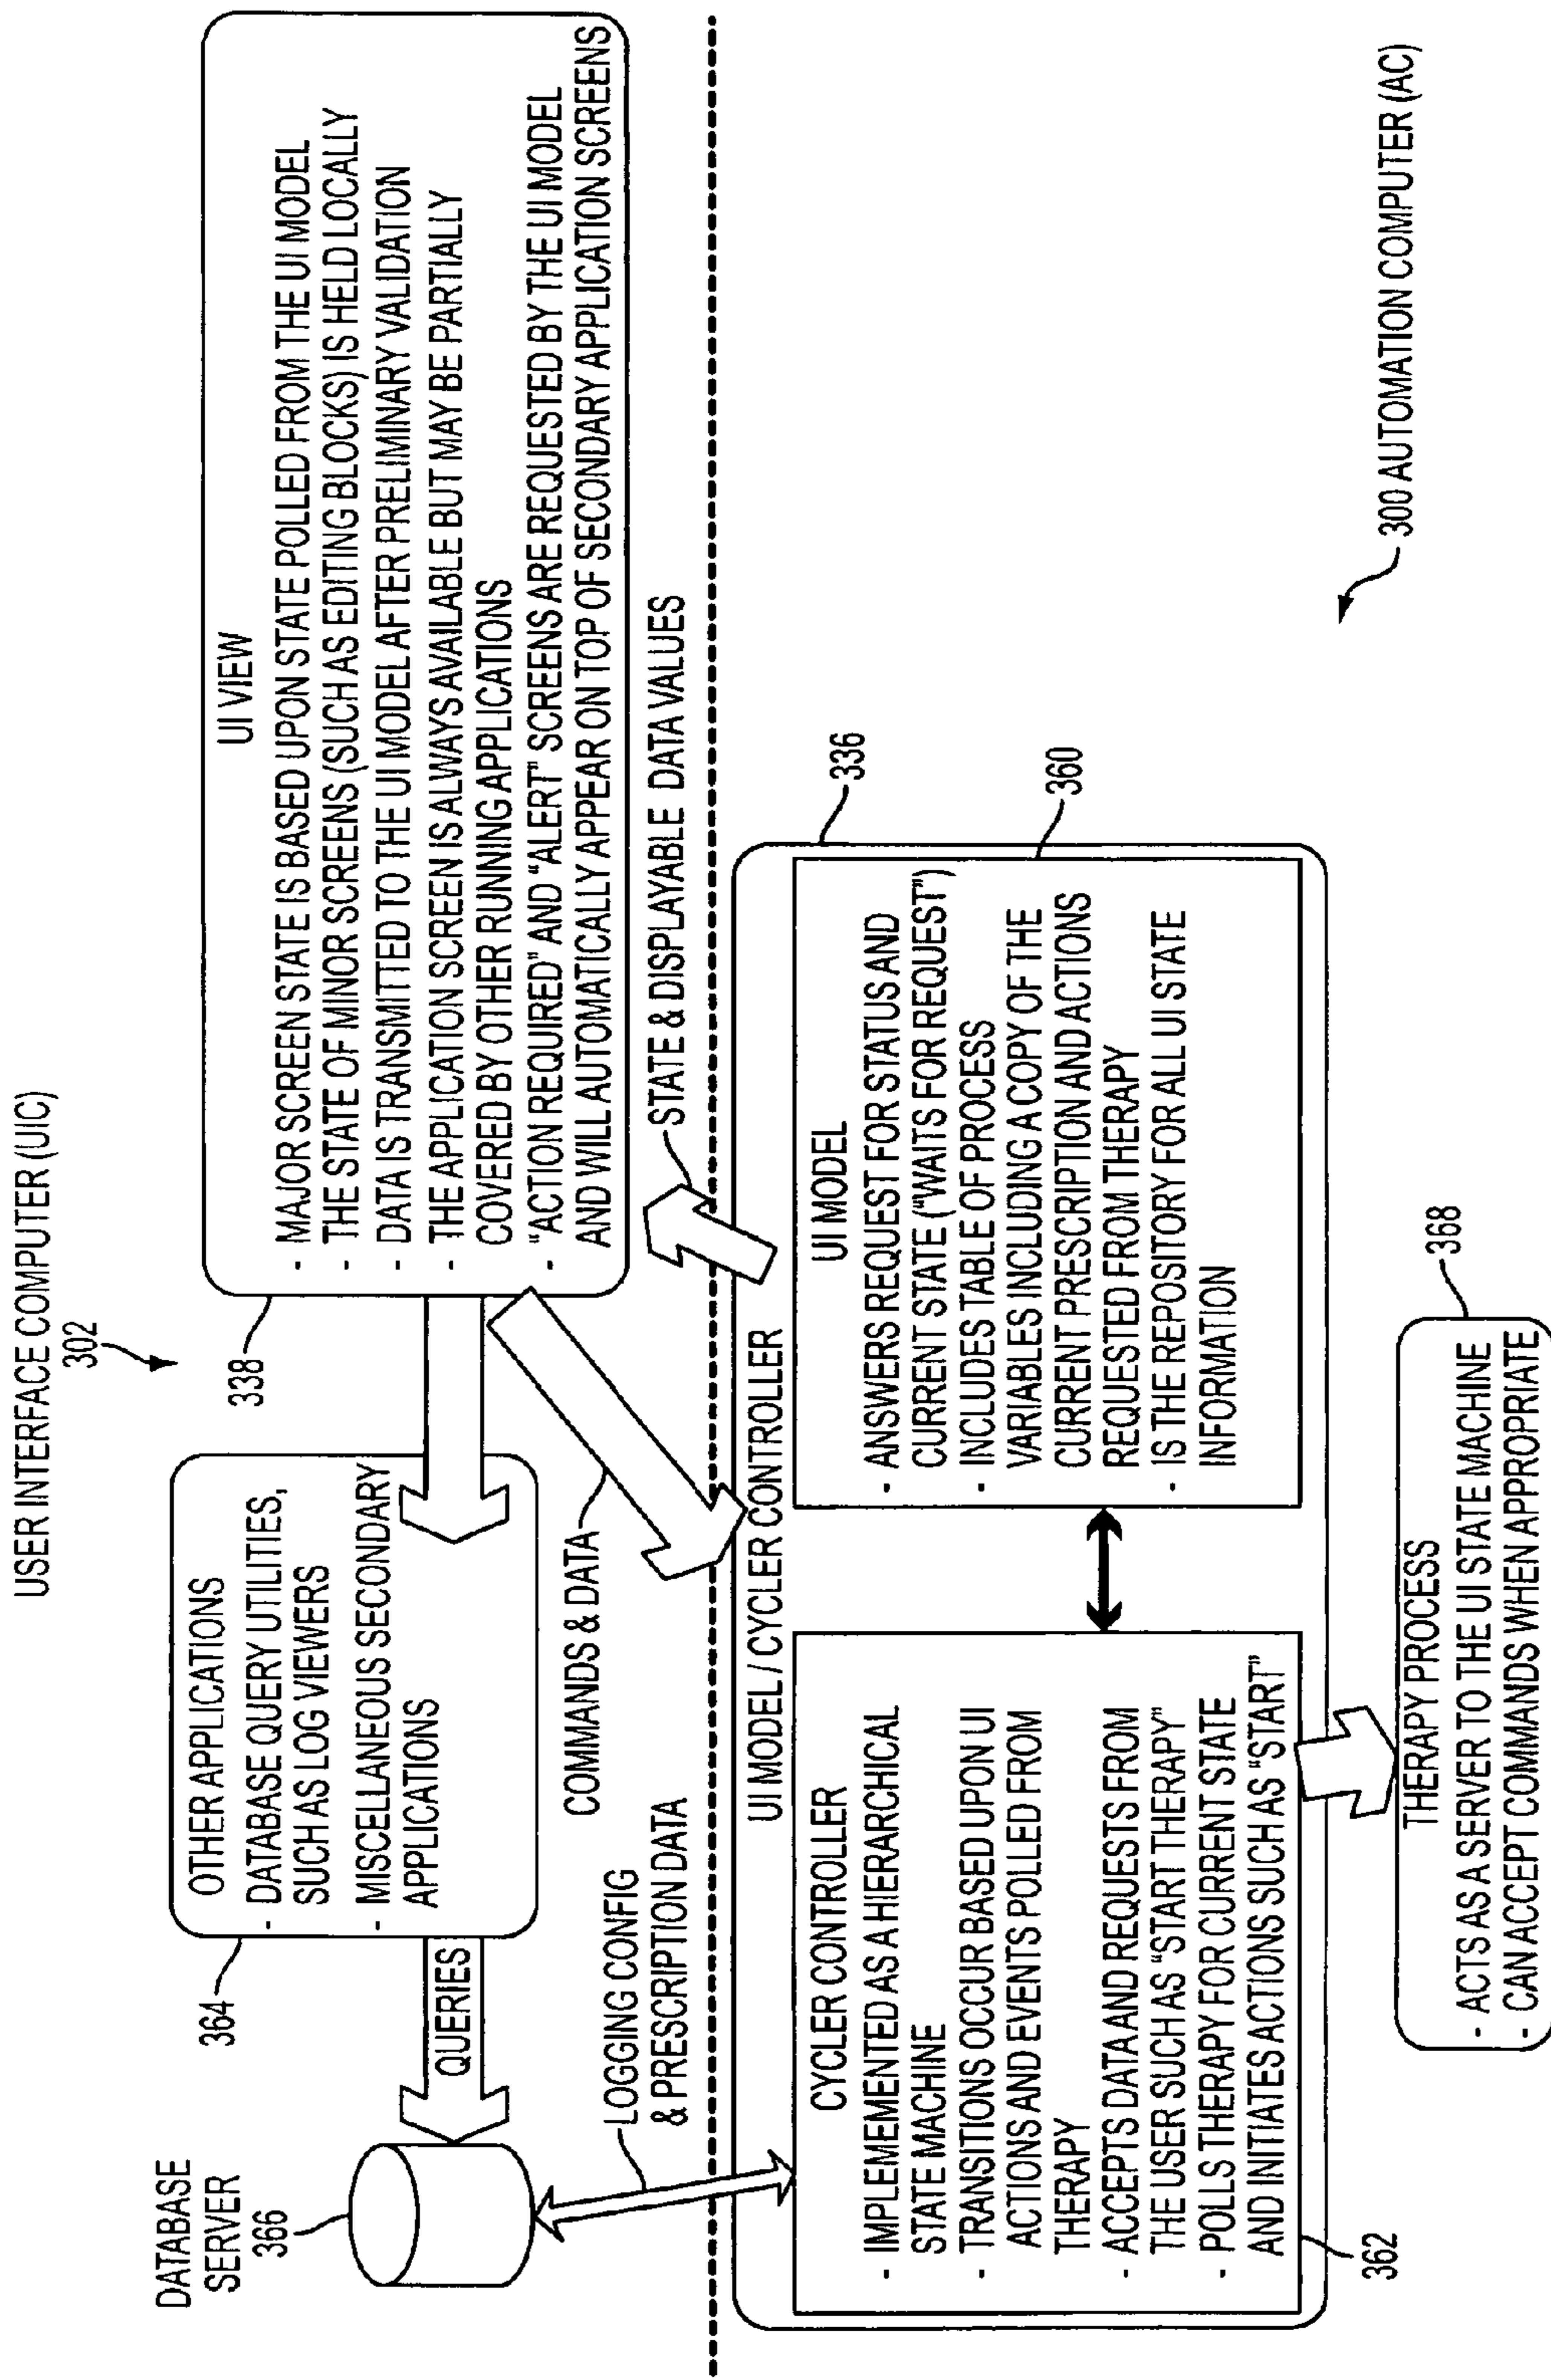 USER INTERFACE COMPUTER (UIC)
302
DATABASE
SERVER
366
QUERIES
364
OTHER APPLICATIONS
- DATABASE QUERY UTILITIES,
SUCH AS LOG VIEWERS
- MISCELLANEOUS SECONDARY
APPLICATIONS
338
UI VIEW
- MAJOR SCREEN STATE IS BASED UPON STATE POLLED FROM THE UI MODEL
- THE STATE OF MINOR SCREENS (SUCH AS EDITING BLOCKS) IS HELD LOCALLY
- DATA IS TRANSMITTED TO THE UI MODEL AFTER PRELIMINARY VALIDATION
- THE APPLICATION SCREEN IS ALWAYS AVAILABLE BUT MAY BE PARTIALLY
COVERED BY OTHER RUNNING APPLICATIONS
- "ACTION REQUIRED" AND "ALERT" SCREENS ARE REQUESTED BY THE UI MODEL
AND WILL AUTOMATICALLY APPEAR ON TOP OF SECONDARY APPLICATION SCREENS
LOGGING CONFIG
& PRESCRIPTION DATA
COMMANDS & DATA
STATE & DISPLAYABLE DATA VALUES
UI MODEL / CYCLER CONTROLLER
336
CYCLER CONTROLLER
- IMPLEMEMENTED AS A HIERARCHICAL
STATE MACHINE
- TRANSITIONS OCCUR BASED UPON UI
ACTIONS AND EVENTS POLLED FROM
THERAPY
- ACCEPTS DATA AND REQUESTS FROM
THE USER SUCH AS "START THERAPY"
- POLLS THERAPY FOR CURRENT STATE
AND INITIATES ACTIONS SUCH AS "START"
362
UI MODEL
- ANSWERS REQUEST FOR STATUS AND
CURRENT STATE ("WAITS FOR REQUEST")
- INCLUDES TABLE OF PROCESS
VARIABLES INCLUDING A COPY OF THE
CURRENT PRESCRIPTION AND ACTIONS
REQUESTED FROM THERAPY
- IS THE REPOSITORY FOR ALL UI STATE
INFORMATION
360
THERAPY PROCESS
- ACTS AS A SERVER TO THE UI STATE MACHINE
- CAN ACCEPT COMMANDS WHEN APPROPRIATE
368
300 AUTOMATION COMPUTER (AC)